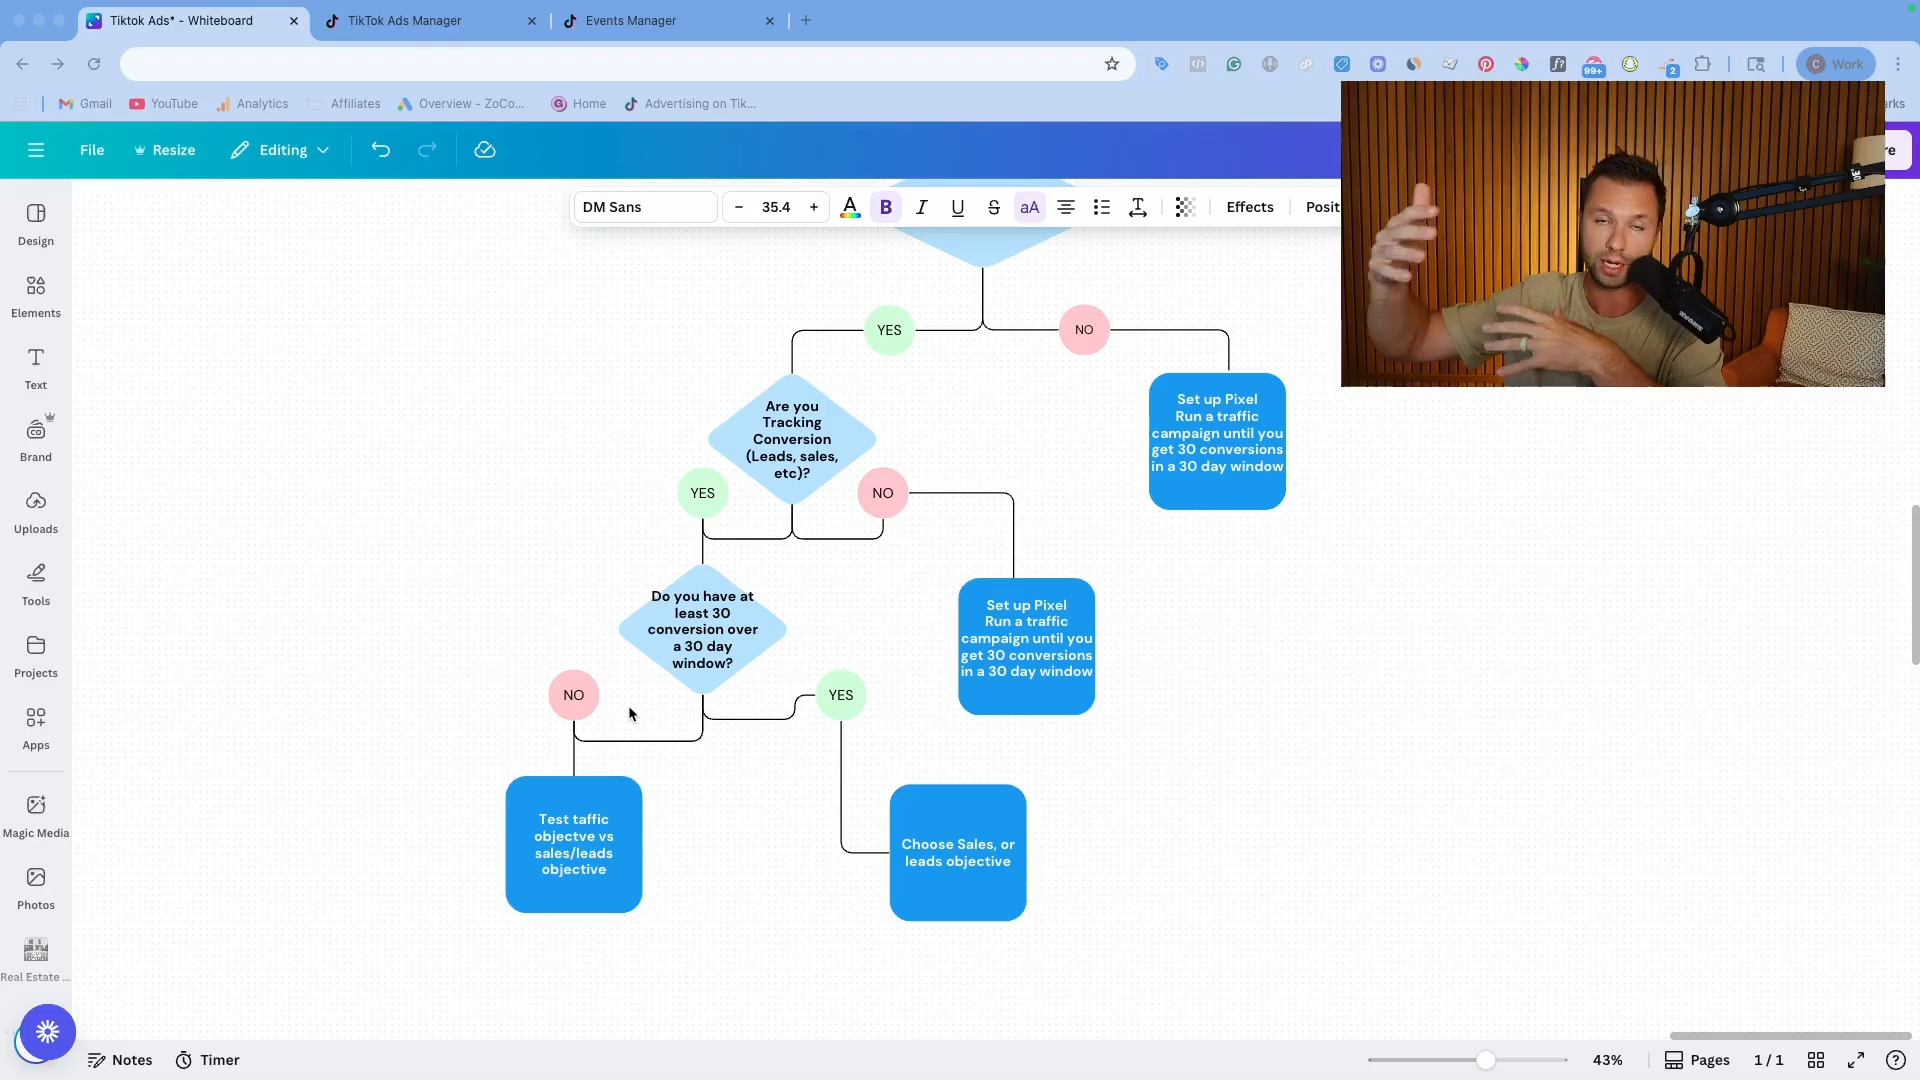 Tiktok Ads* - Whiteboard
TikTok Ads Manager
Events Manager
99+
2
C
Work
Gmail
YouTube
Analytics
Affiliates
Overview - ZoCo...
Home
Advertising on Tik...
arks
File
Resize
Editing
re
DM Sans
35.4
A
B
I
U
S
aA
Effects
Posit
Design
Elements
Text
Brand
Uploads
Tools
Projects
Apps
Magic Media
Photos
Real Estate ...
YES
NO
Are you
Tracking
Conversion
(Leads, sales,
etc)?
Set up Pixel
Run a traffic
campaign until you
get 30 conversions
in a 30 day window
YES
NO
Do you have at
least 30
conversion over
a 30 day
window?
Set up Pixel
Run a traffic
campaign until you
get 30 conversions
in a 30 day window
NO
YES
Test taffic
objectve vs
sales/leads
objective
Choose Sales, or
leads objective
Notes
Timer
43%
Pages
1 / 1